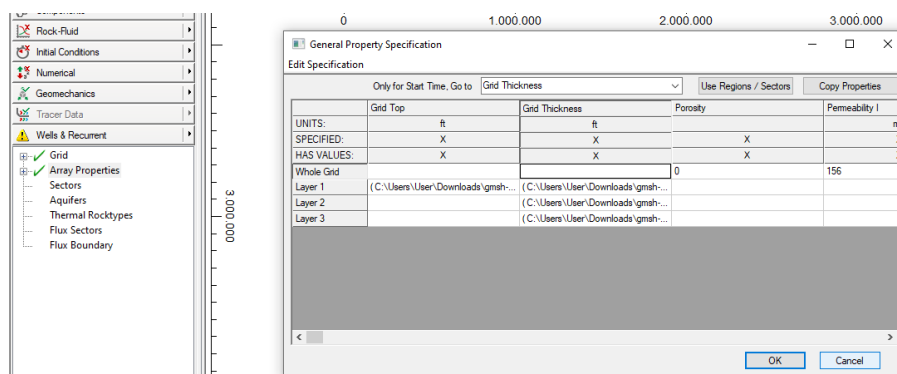 Components
Rock-Fluid
Initial Conditions
Numerical
Geomechanics
Tracer Data
Wells & Recurrent
Grid
Array Properties
Sectors
Aquifers
Thermal Rocktypes
Flux Sectors
Flux Boundary
0 1.000.000 2.000.000 3.000.000
3.000.000
General Property Specification
Edit Specification
Only for Start Time, Go to Grid Thickness Use Regions / Sectors Copy Properties
Grid Top Grid Thickness Porosity Permeability I
UNITS: ft ft
SPECIFIED: X X X
HAS VALUES: X X X
Whole Grid 0 156
Layer 1 ( C:\Users\User\Downloads\gmsh-... ( C:\Users\User\Downloads\gmsh-...
Layer 2 ( C:\Users\User\Downloads\gmsh-...
Layer 3 ( C:\Users\User\Downloads\gmsh-...
OK Cancel